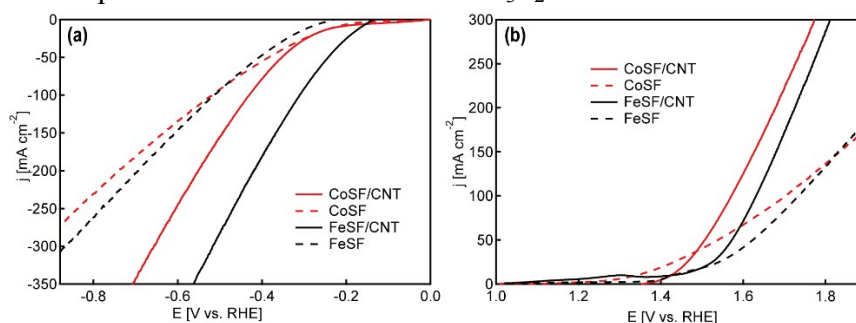 (a)
0
-50
-100
-150
-200
-250
-300
-350
j [mA cm-2]
CoSF/CNT
CoSF
FeSF/CNT
FeSF
-0.8 -0.6 -0.4 -0.2 0.0
E [V vs. RHE]
(b)
300
250
200
150
100
50
0
j [mA cm-2]
CoSF/CNT
CoSF
FeSF/CNT
FeSF
1.0 1.2 1.4 1.6 1.8
E [V vs. RHE]